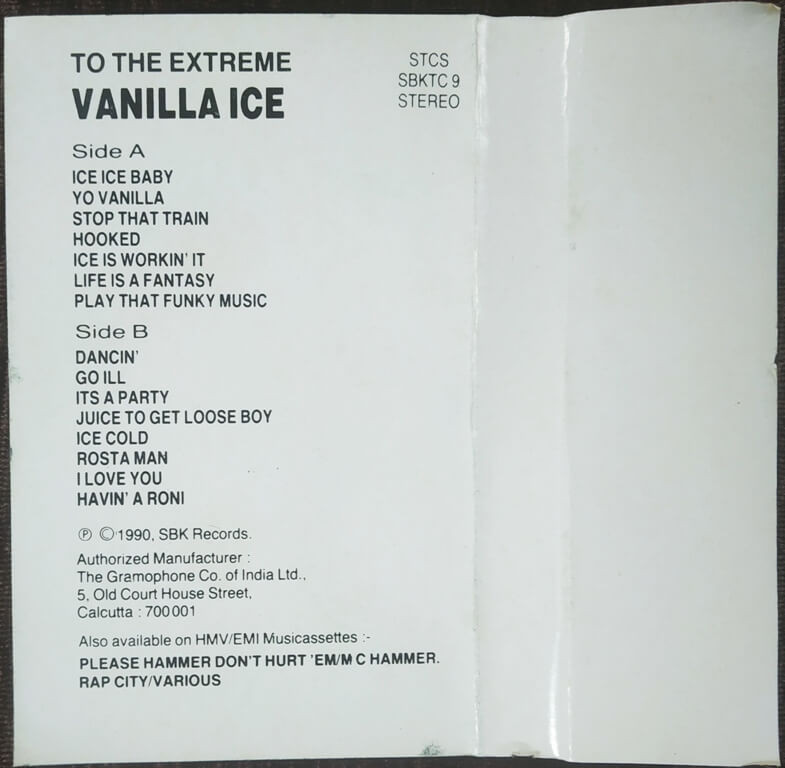 TO THE EXTREME
VANILLA ICE
STCS
SBKTC 9
STEREO
Side A
ICE ICE BABY
YO VANILLA
STOP THAT TRAIN
HOOKED
ICE IS WORKIN' IT
LIFE IS A FANTASY
PLAY THAT FUNKY MUSIC
Side B
DANCIN'
GO ILL
ITS A PARTY
JUICE TO GET LOOSE BOY
ICE COLD
ROSTA MAN
I LOVE YOU
HAVIN' A RONI
℗ © 1990, SBK Records.
Authorized Manufacturer :
The Gramophone Co. of India Ltd.,
5, Old Court House Street,
Calcutta : 700 001
Also available on HMV/EMI Musicassettes :-
PLEASE HAMMER DON'T HURT 'EM/M C HAMMER.
RAP CITY/VARIOUS